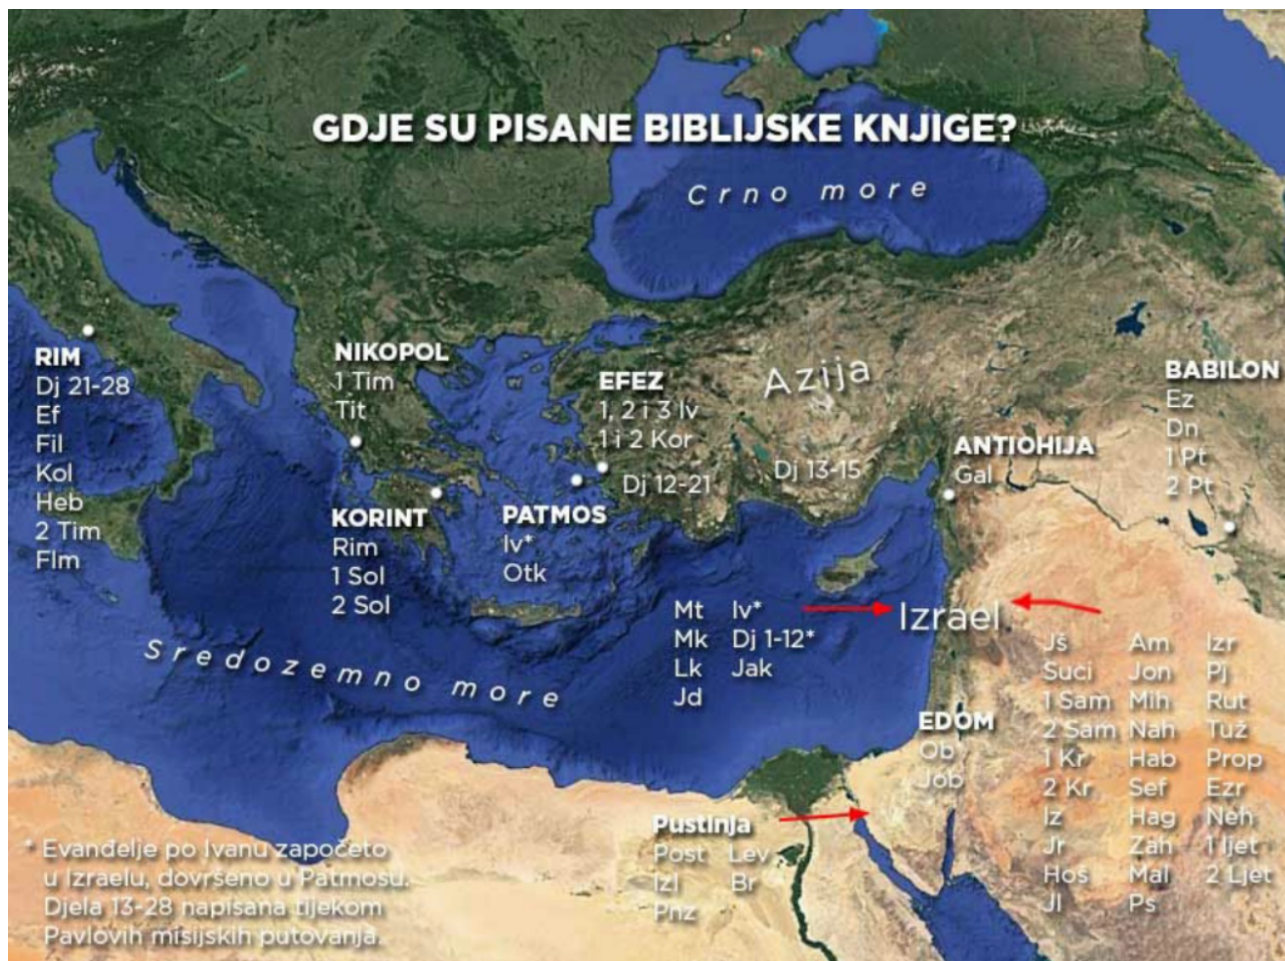 GDJE SU PISANE BIBLIJSKE KNJIGE?
Crno more
RIM
Dj 21-28
Ef
Fil
Kol
Heb
2 Tim
Flm
NIKOPOL
1 Tim
Tit
KORINT
Rim
1 Sol
2 Sol
PATMOS
Iv*
Otk
EFEZ
1, 2 i 3 Iv
1 i 2 Kor
Dj 12-21
Azija
Dj 13-15
ANTIOHIJA
Gal
BABILON
Ez
Dn
1 Pt
2 Pt
Sredozemno more
Mt Iv*
Mk Dj 1-12*
Lk Jak
Jd
Izrael
Jš Am Izr
Suci Jon Pj
1 Sam Mih Rut
2 Sam Nah Tuž
1 Kr Hab Prop
2 Kr Sef Ezr
Iz Hag Neh
Jr Zah 1 ljet
Hoš Mal 2 Ljet
Jl Ps
EDOM
Ob
Job
Pustinja
Post Lev
Izl Br
Pnz
* Evanđelje po Ivanu započeto
u Izraelu, dovršeno u Patmosu.
Djela 13-28 napisana tijekom
Pavlovih misijskih putovanja.